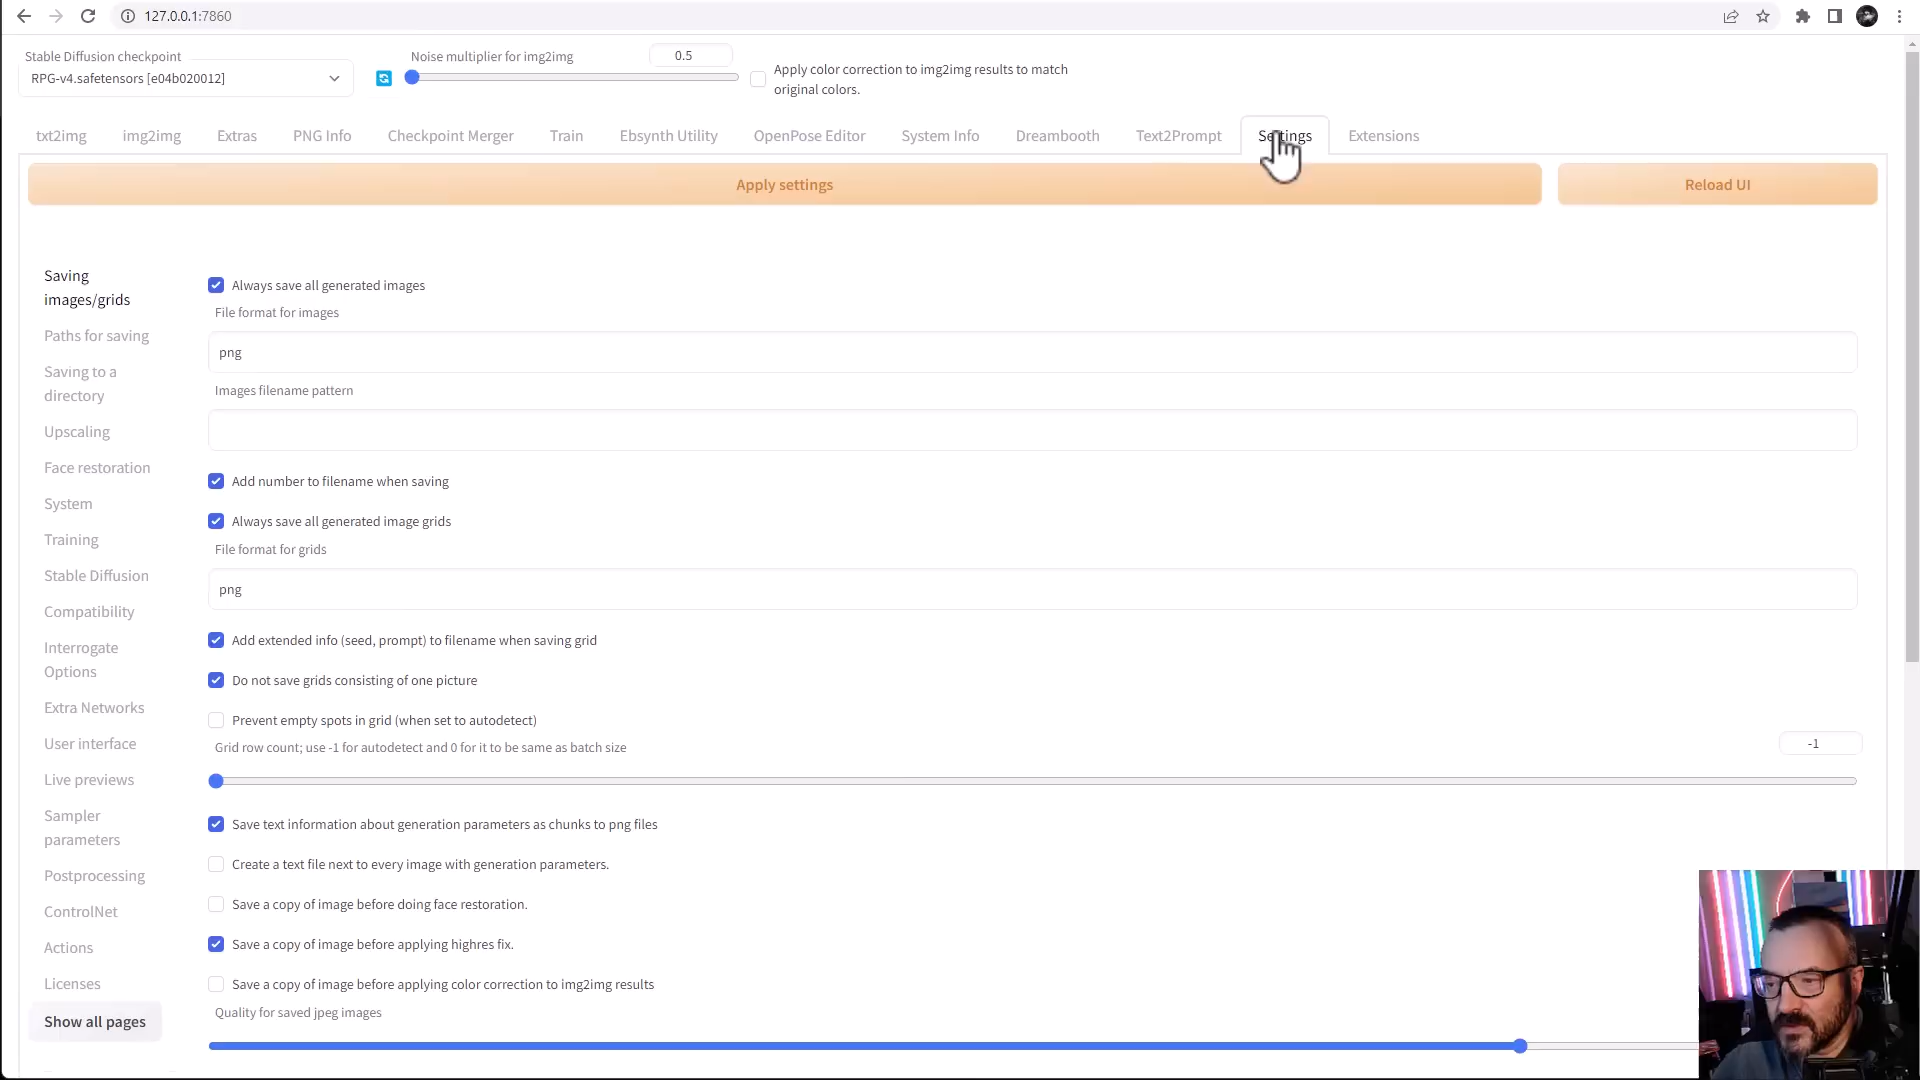 127.0.0.1:7860
Stable Diffusion checkpoint
RPG-v4.safetensors [e04b020012]
Noise multiplier for img2img
0.5
Apply color correction to img2img results to match
original colors.
txt2img
img2img
Extras
PNG Info
Checkpoint Merger
Train
Ebsynth Utility
OpenPose Editor
System Info
Dreambooth
Text2Prompt
Settings
Extensions
Apply settings
Reload UI
Saving
images/grids
Paths for saving
Saving to a
directory
Upscaling
Face restoration
System
Training
Stable Diffusion
Compatibility
Interrogate
Options
Extra Networks
User interface
Live previews
Sampler
parameters
Postprocessing
ControlNet
Actions
Licenses
Show all pages
Always save all generated images
File format for images
png
Images filename pattern
Add number to filename when saving
Always save all generated image grids
File format for grids
png
Add extended info (seed, prompt) to filename when saving grid
Do not save grids consisting of one picture
Prevent empty spots in grid (when set to autodetect)
Grid row count; use -1 for autodetect and 0 for it to be same as batch size
-1
Save text information about generation parameters as chunks to png files
Create a text file next to every image with generation parameters.
Save a copy of image before doing face restoration.
Save a copy of image before applying highres fix.
Save a copy of image before applying color correction to img2img results
Quality for saved jpeg images